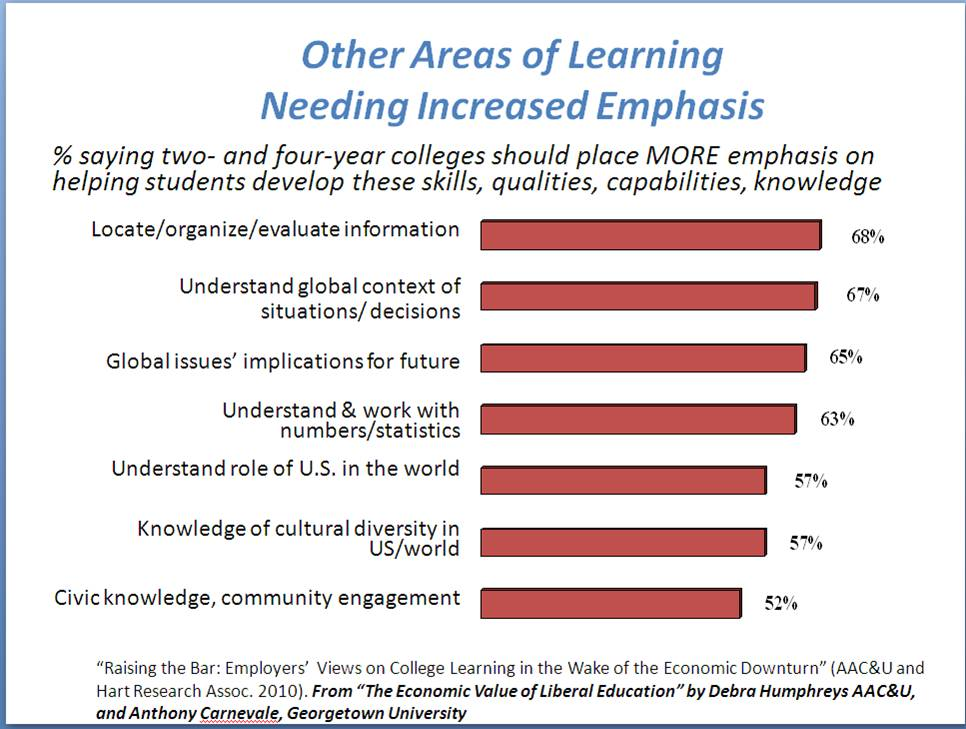 Other Areas of Learning
Needing Increased Emphasis
% saying two- and four-year colleges should place MORE emphasis on
helping students develop these skills, qualities, capabilities, knowledge
Locate/organize/evaluate information
68%
Understand global context of
situations/ decisions
67%
Global issues’ implications for future
65%
Understand & work with
numbers/statistics
63%
Understand role of U.S. in the world
57%
Knowledge of cultural diversity in
US/world
57%
Civic knowledge, community engagement
52%
“Raising the Bar: Employers’ Views on College Learning in the Wake of the Economic Downturn” (AAC&U and
Hart Research Assoc. 2010). From “The Economic Value of Liberal Education” by Debra Humphreys AAC&U,
and Anthony Carnevale, Georgetown University